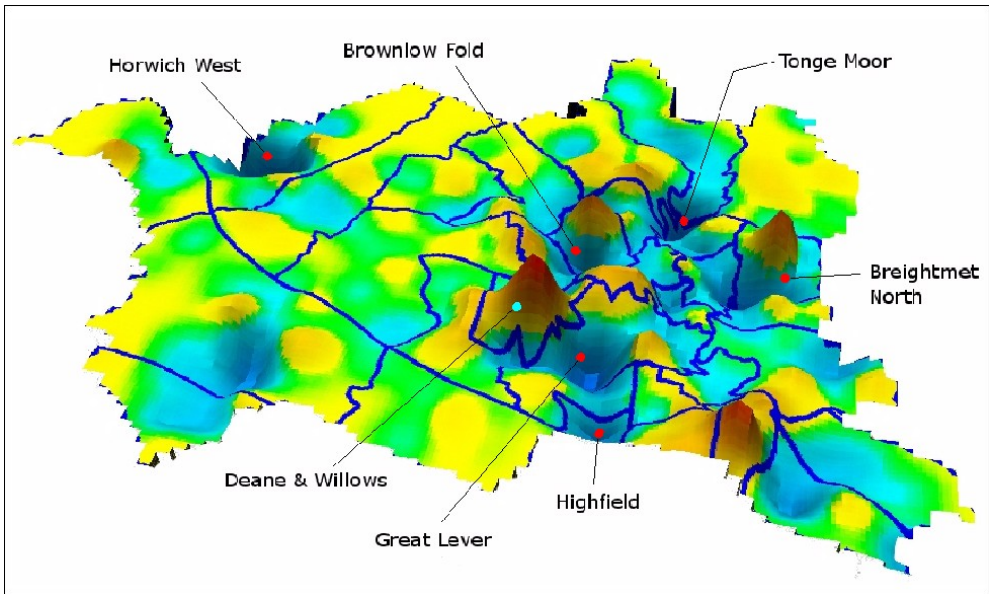 Brownlow Fold
Tonge Moor
Horwich West
Breightmet
North
Deane & Willows
Highfield
Great Lever